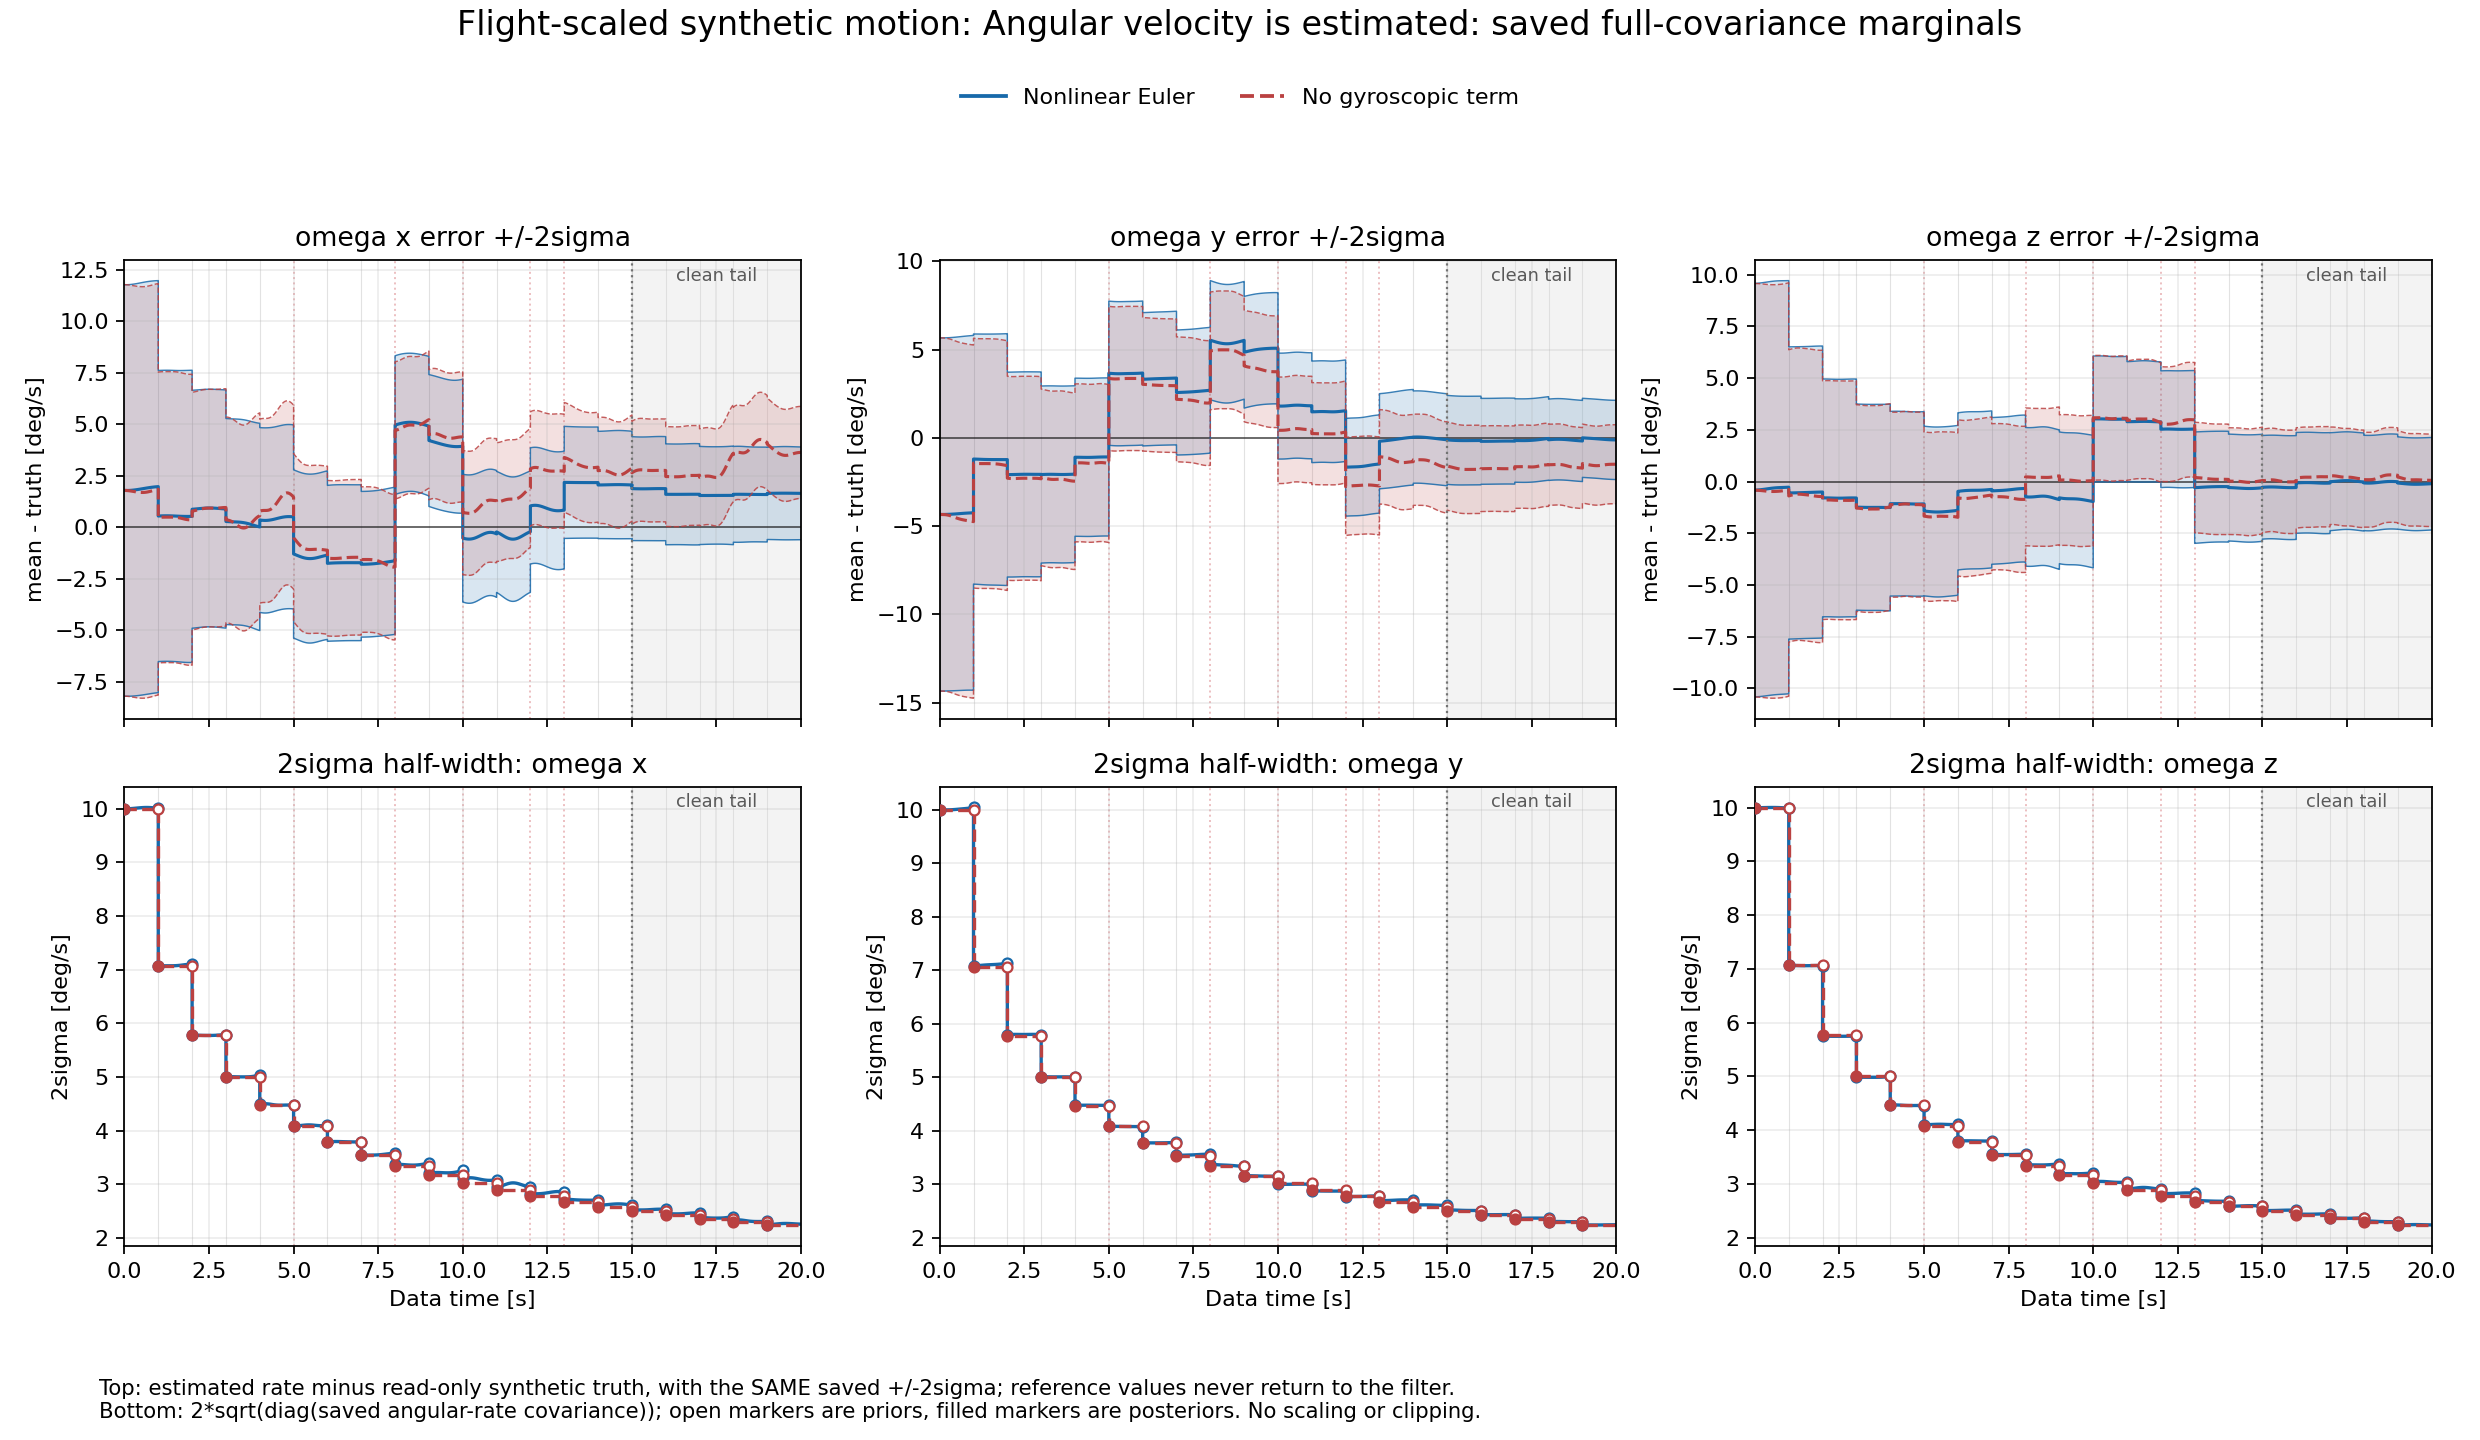 Flight-scaled synthetic motion: Angular velocity is estimated: saved full-covariance marginals
Nonlinear Euler
No gyroscopic term
omega x error +/-2sigma
mean - truth [deg/s]
12.5
10.0
7.5
5.0
2.5
0.0
−2.5
−5.0
−7.5
clean tail
omega y error +/-2sigma
mean - truth [deg/s]
10
5
0
−5
−10
−15
clean tail
omega z error +/-2sigma
mean - truth [deg/s]
10.0
7.5
5.0
2.5
0.0
−2.5
−5.0
−7.5
−10.0
clean tail
2sigma half-width: omega x
2sigma [deg/s]
10
9
8
7
6
5
4
3
2
clean tail
0.0 2.5 5.0 7.5 10.0 12.5 15.0 17.5 20.0
Data time [s]
2sigma half-width: omega y
2sigma [deg/s]
10
9
8
7
6
5
4
3
2
clean tail
0.0 2.5 5.0 7.5 10.0 12.5 15.0 17.5 20.0
Data time [s]
2sigma half-width: omega z
2sigma [deg/s]
10
9
8
7
6
5
4
3
2
clean tail
0.0 2.5 5.0 7.5 10.0 12.5 15.0 17.5 20.0
Data time [s]
Top: estimated rate minus read-only synthetic truth, with the SAME saved +/-2sigma; reference values never return to the filter.
Bottom: 2*sqrt(diag(saved angular-rate covariance)); open markers are priors, filled markers are posteriors. No scaling or clipping.